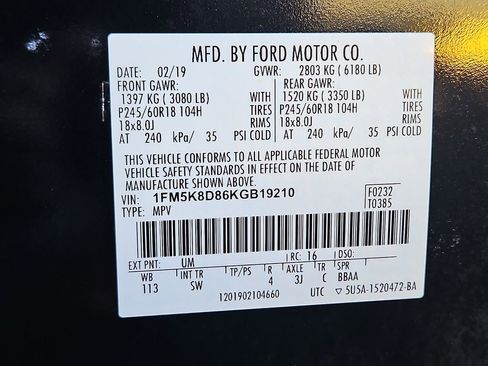 MFD. BY FORD MOTOR CO.
DATE: 02/19 GVWR: 2803 KG ( 6180 LB)
FRONT GAWR: REAR GAWR:
1397 KG ( 3080 LB) WITH 1520 KG ( 3350 LB) WITH
P245/60R18 104H TIRES P245/60R18 104H TIRES
18x8.0J RIMS 18x8.0J RIMS
AT 240 kPa/ 35 PSI COLD AT 240 kPa/ 35 PSI COLD
THIS VEHICLE CONFORMS TO ALL APPLICABLE FEDERAL MOTOR
VEHICLE SAFETY STANDARDS IN EFFECT ON THE DATE OF
MANUFACTURE SHOWN ABOVE.
VIN: 1FM5K8D86KGB19210 F0232
TYPE: MPV T0385
EXT PNT: UM RC: 16 DSO:
WB INT TR TP/PS R AXLE TR SPR
113 SW 4 3J C BBAA
1201902104660 UTC ▽ 5U5A-1520472-BA